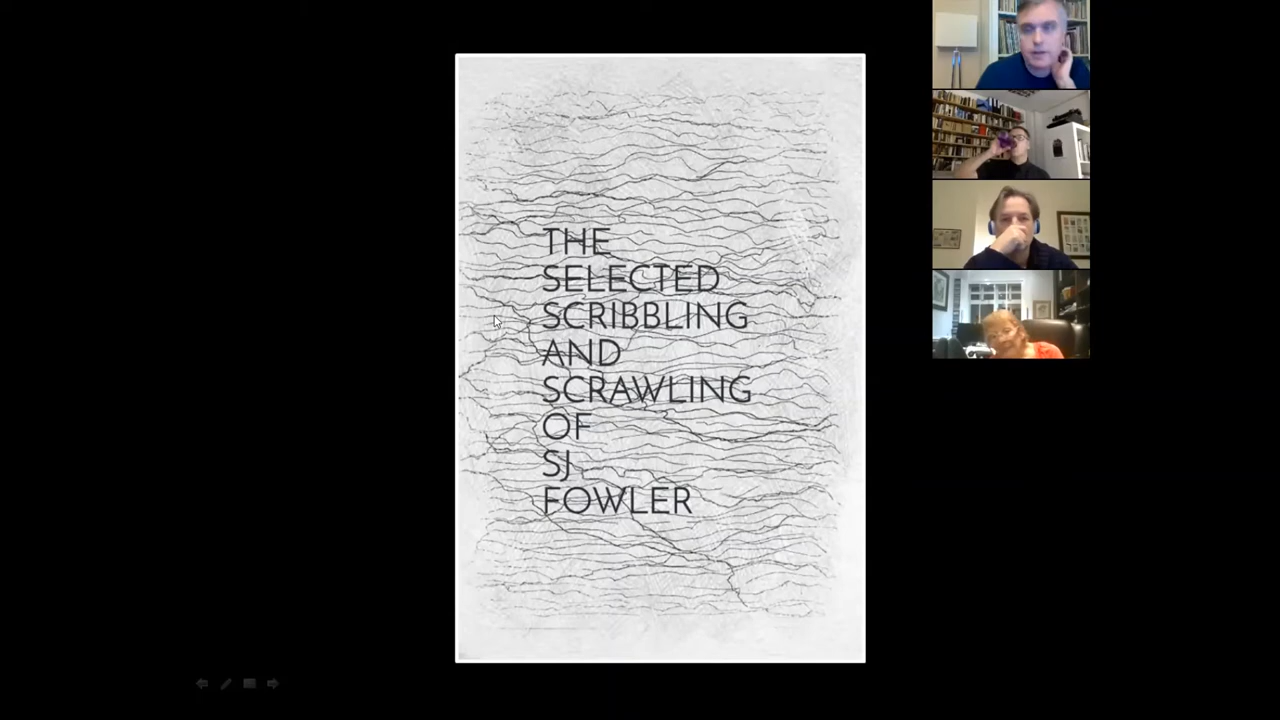 THE
SELECTED
SCRIBBLING
AND
SCRAWLING
OF
SJ
FOWLER